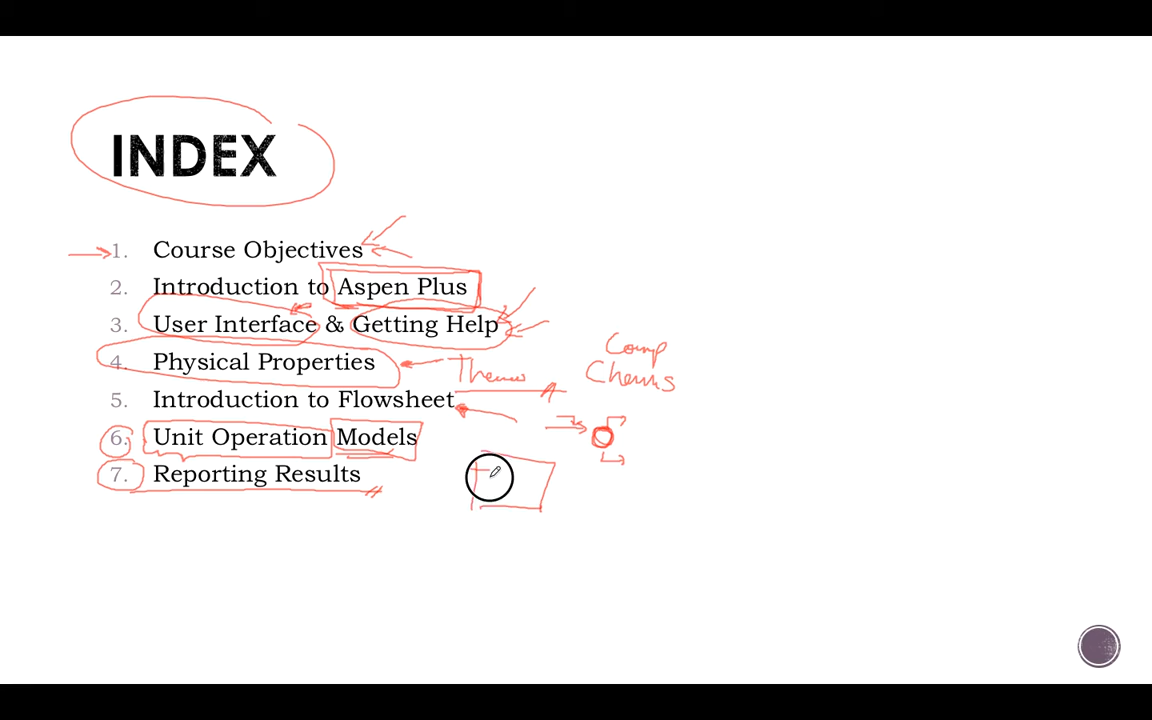 INDEX
1. Course Objectives
2. Introduction to Aspen Plus
3. User Interface & Getting Help
4. Physical Properties
Thermo
Comp
Chems
5. Introduction to Flowsheet
6. Unit Operation Models
7. Reporting Results